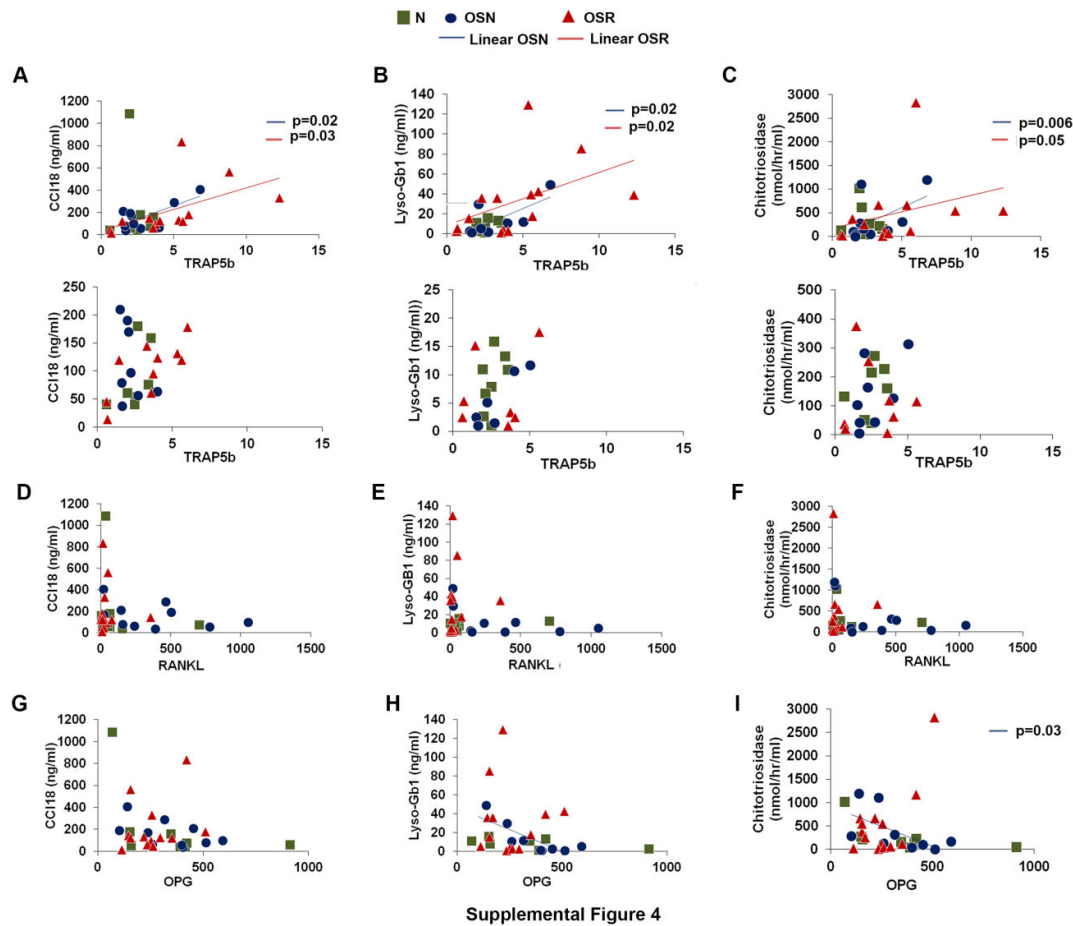 N OSN OSR
Linear OSN Linear OSR
A
CCl18 (ng/ml)
1200
1000
800
600
400
200
0
0 5 10 15
TRAP5b
p=0.02
p=0.03
B
Lyso-Gb1 (ng/ml))
140
120
100
80
60
40
20
0
0 5 10 15
TRAP5b
p=0.02
p=0.02
C
Chitotriosidase
(nmol/hr/ml)
3000
2500
2000
1500
1000
500
0
0 5 10 15
TRAP5b
p=0.006
p=0.05
CCl18 (ng/ml)
250
200
150
100
50
0
0 5 10 15
TRAP5b
Lyso-Gb1 (ng/ml))
25
20
15
10
5
0
0 5 10 15
TRAP5b
Chitotriosidase
(nmol/hr/ml)
500
400
300
200
100
0
0 5 10 15
TRAP5b
D
CCl18 (ng/ml)
1200
1000
800
600
400
200
0
0 500 1000 1500
RANKL
E
Lyso-GB1 (ng/ml)
140
120
100
80
60
40
20
0
0 500 1000 1500
RANKL (
F
Chitotriosidase
(nmol/hr/ml)
3000
2500
2000
1500
1000
500
0
0 500 1000 1500
RANKL
G
CCl18 (ng/ml)
1200
1000
800
600
400
200
0
0 500 1000
OPG
H
Lyso-Gb1 (ng/ml)
140
120
100
80
60
40
20
0
0 500 1000
OPG
I
Chitotriosidase
(nmol/hr/ml)
3000
2500
2000
1500
1000
500
0
0 500 1000
OPG
p=0.03
Supplemental Figure 4